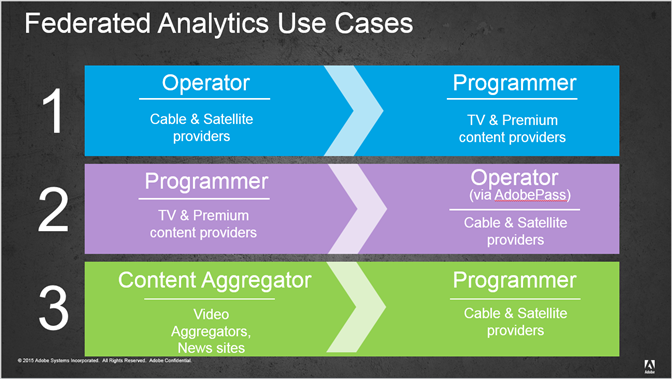 Federated Analytics Use Cases
1
Operator
Cable & Satellite
providers
Programmer
TV & Premium
content providers
2
Programmer
TV & Premium
content providers
Operator
(via AdobePass)
Cable & Satellite
providers
3
Content Aggregator
Video
Aggregators,
News sites
Programmer
Cable & Satellite
providers
© 2015 Adobe Systems Incorporated. All Rights Reserved. Adobe Confidential.
Adobe